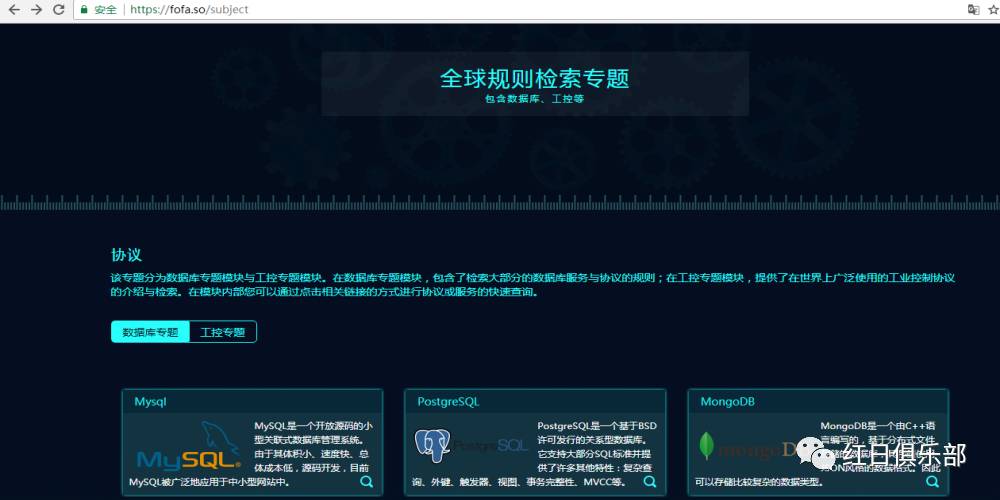 安全 https://fofa.so/subject
全球规则检索专题
包含数据库、工控等
协议
该专题分为数据库专题模块与工控专题模块。在数据库专题模块，包含了检索大部分的数据库服务与协议的规则；在工控专题模块，提供了在世界上广泛使用的工业控制协议
的介绍与检索。在模块内部您可以通过点击相关链接的方式进行协议或服务的快速查询。
数据库专题 工控专题
Mysql
MySQL
MySQL是一个开放源码的小
型关联式数据库管理系统。
由于其体积小、速度快、总
体成本低，源码开发，目前
MySQL被广泛地应用于中小型网站中。
PostgreSQL
PostgreSQL
PostgreSQL是一个基于BSD
许可发行的关系型数据库。
它支持大部分SQL标准并提
供了许多其他特性：复杂查
询、外键、触发器、视图、事务完整性、MVCC等。
MongoDB
mongoD
MongoDB是一个由C++语
言编写的，基于分布式文件
JSON风格的数据格式。因此
可以存储比较复杂的数据类型。
红日俱乐部